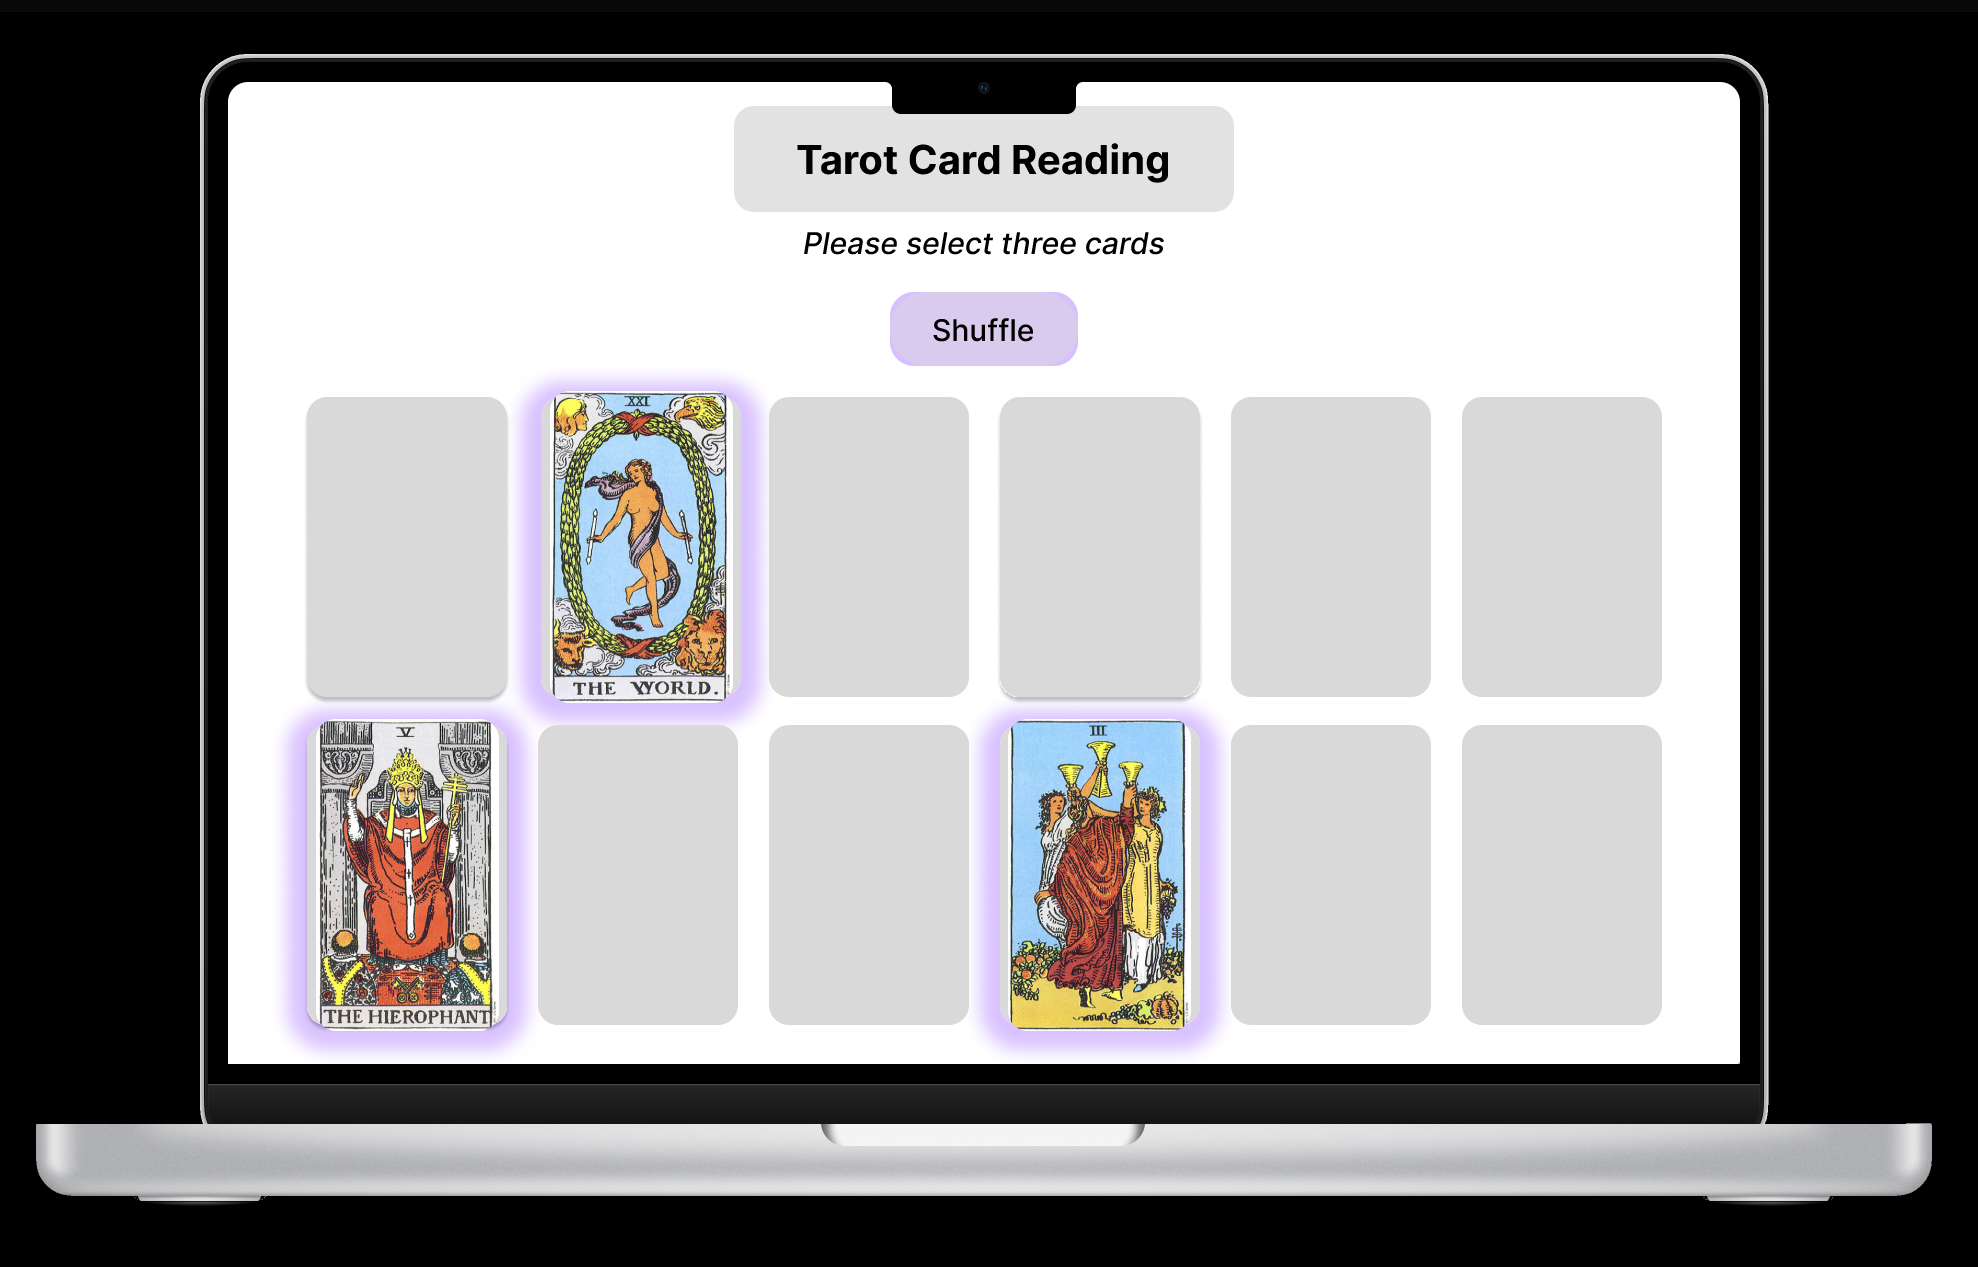 Tarot Card Reading
Please select three cards
Shuffle
XXI
THE WORLD.
V
THE HIEROPHANT
III